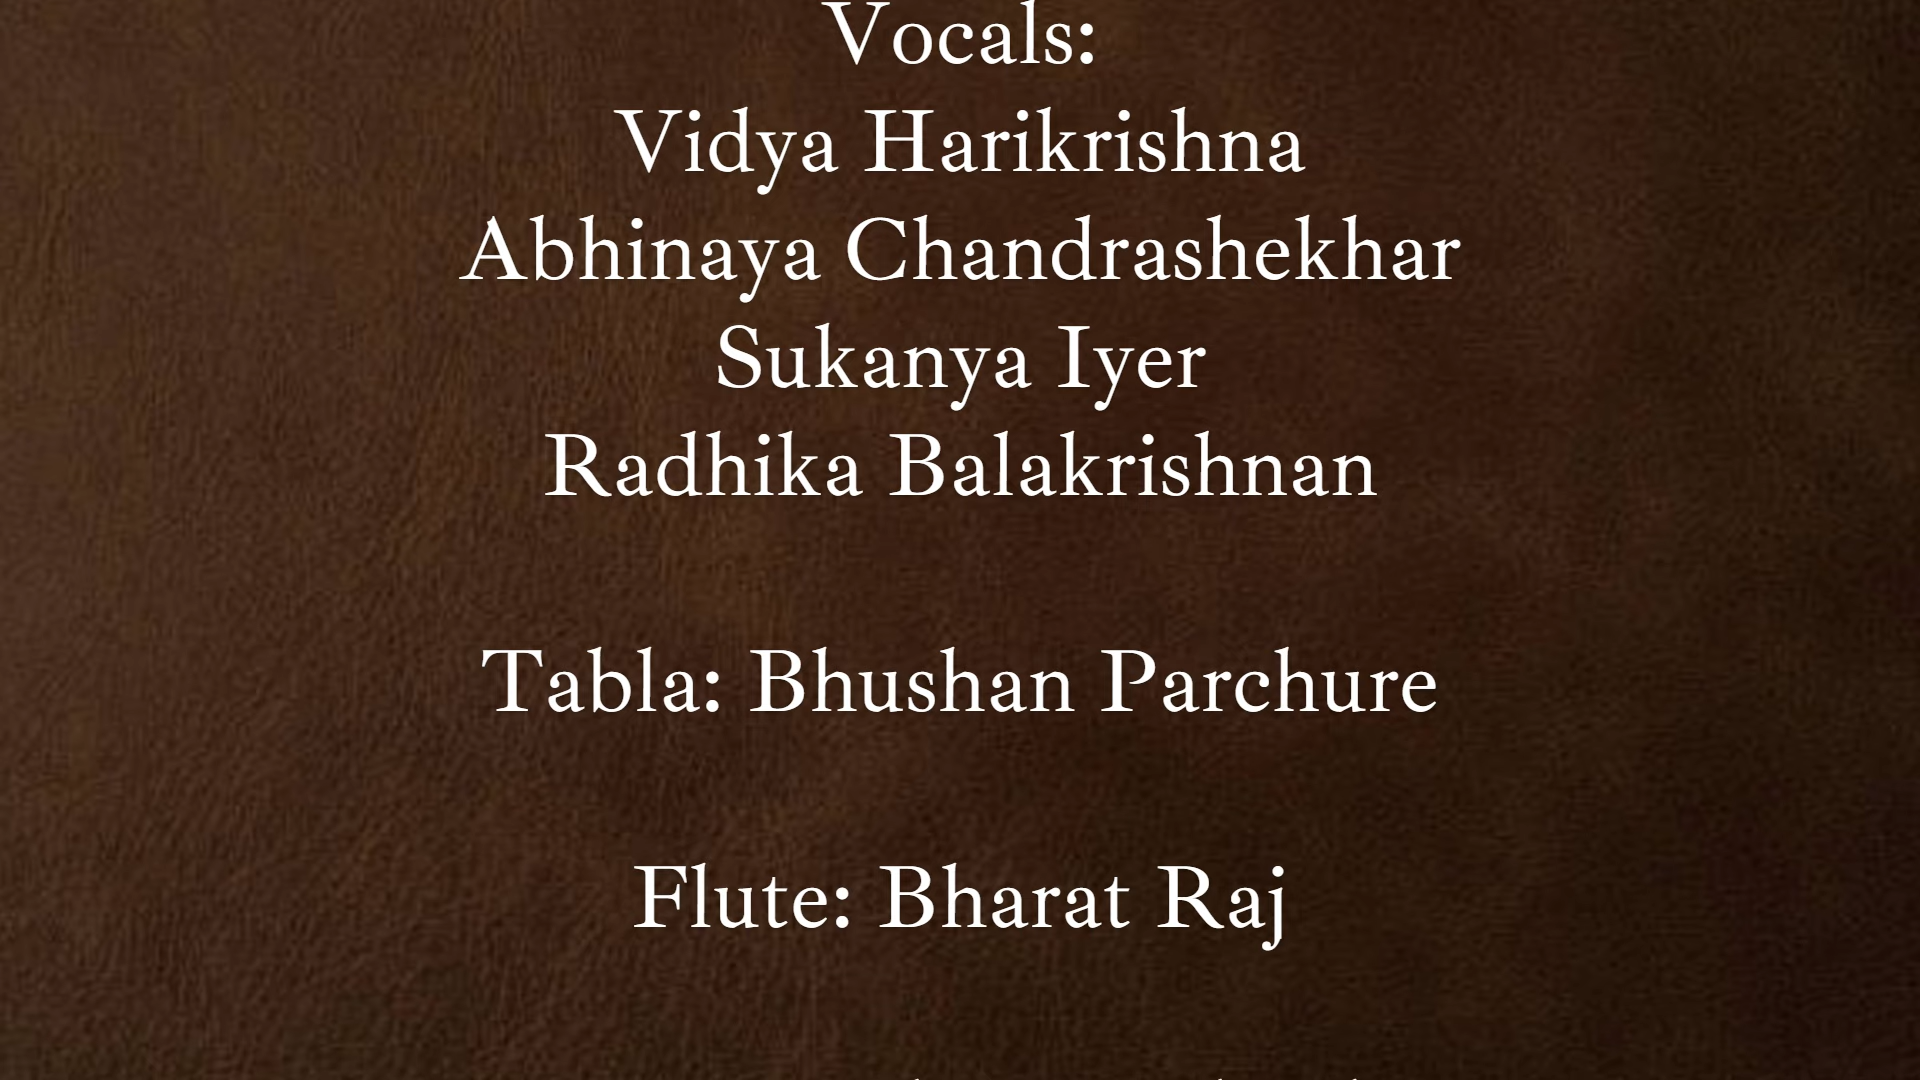 Vocals:
Vidya Harikrishna
Abhinaya Chandrashekhar
Sukanya Iyer
Radhika Balakrishnan
Tabla: Bhushan Parchure
Flute: Bharat Raj